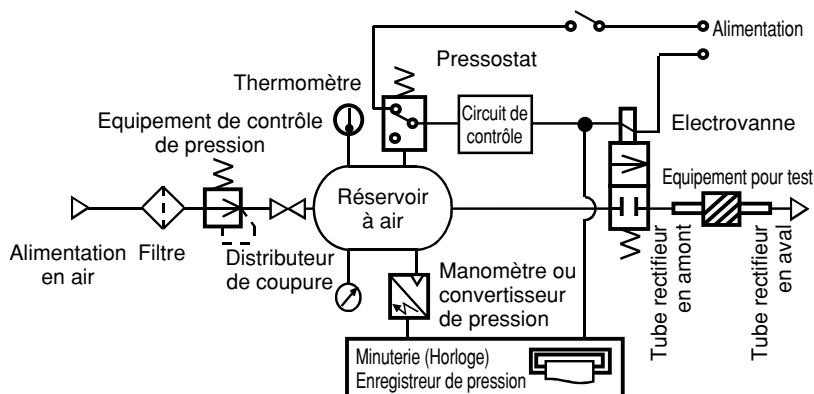 Alimentation
Pressostat
Thermomètre
Circuit de
contrôle
Equipement de contrôle
de pression
Electrovanne
Equipement pour test
Réservoir
à air
Alimentation
en air
Filtre
Distributeur
de coupure
Manomètre ou
convertisseur
de pression
Tube rectifieur
en amont
Tube rectifieur
en aval
Minuterie (Horloge)
Enregistreur de pression